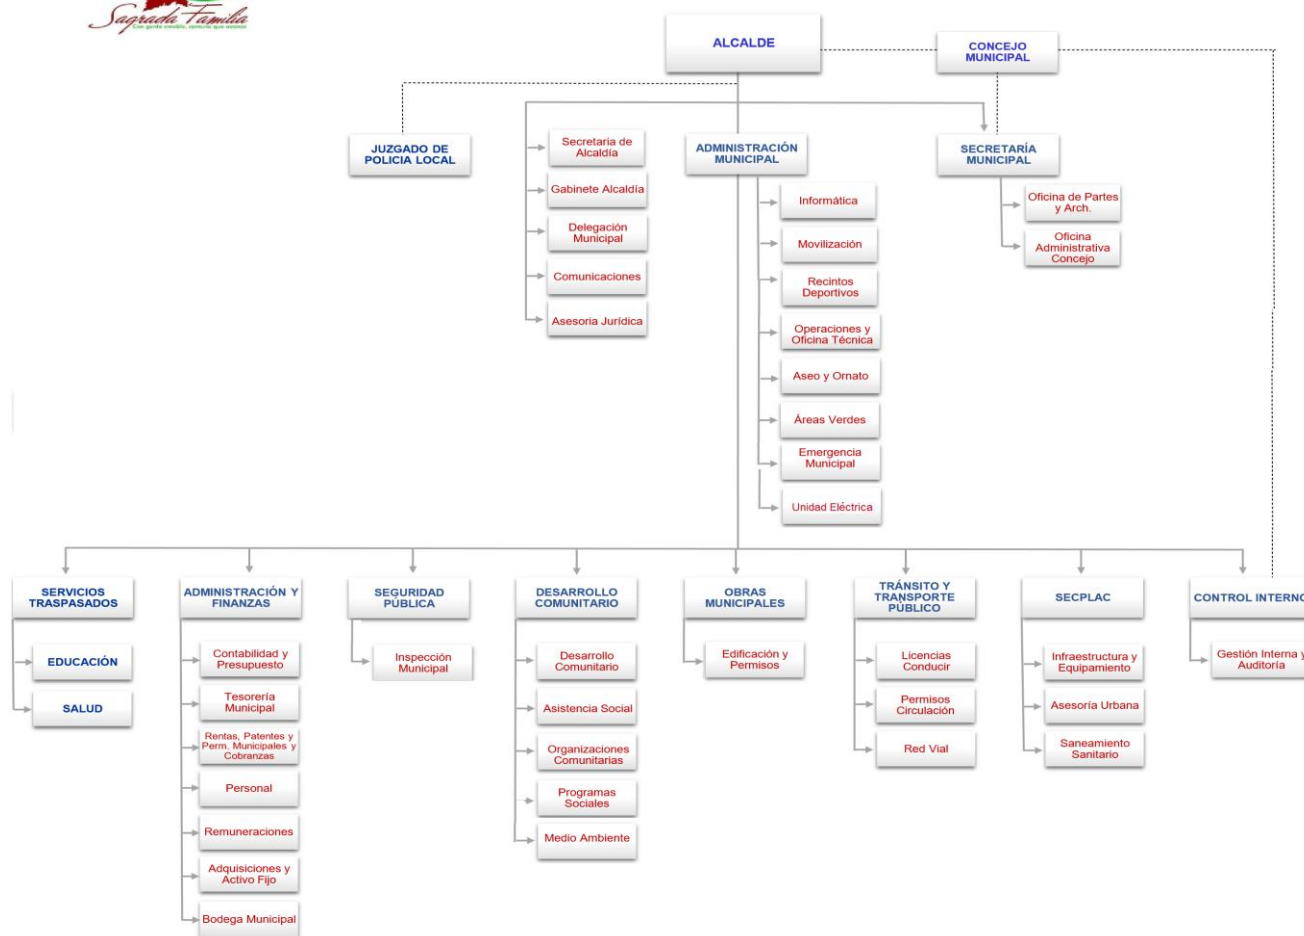 Sagrada Familia
ALCALDE
CONCEJO
MUNICIPAL
JUZGADO DE
POLICIA LOCAL
Secretaria de
Alcaldía
Gabinete Alcaldía
Delegación
Municipal
Comunicaciones
Asesoria Jurídica
ADMINISTRACIÓN
MUNICIPAL
Informática
Movilización
Recintos
Deportivos
Operaciones y
Oficina Técnica
Aseo y Ornato
Áreas Verdes
Emergencia
Municipal
Unidad Eléctrica
SECRETARÍA
MUNICIPAL
Oficina de Partes
y Arch.
Oficina
Administrativa
Concejo
SERVICIOS
TRASPASADOS
EDUCACIÓN
SALUD
ADMINISTRACIÓN Y
FINANZAS
Contabilidad y
Presupuesto
Tesorería
Municipal
Rentas, Patentes y
Perm. Municipales y
Cobranzas
Personal
Remuneraciones
Adquisiciones y
Activo Fijo
Bodega Municipal
SEGURIDAD
PÚBLICA
Inspección
Municipal
DESARROLLO
COMUNITARIO
Desarrollo
Comunitario
Asistencia Social
Organizaciones
Comunitarias
Programas
Sociales
Medio Ambiente
OBRAS
MUNICIPALES
Edificación y
Permisos
TRÁNSITO Y
TRANSPORTE
PÚBLICO
Licencias
Conducir
Permisos
Circulación
Red Vial
SECPLAC
Infraestructura y
Equipamiento
Asesoría Urbana
Saneamiento
Sanitario
CONTROL INTERNO
Gestión Interna y
Auditoría